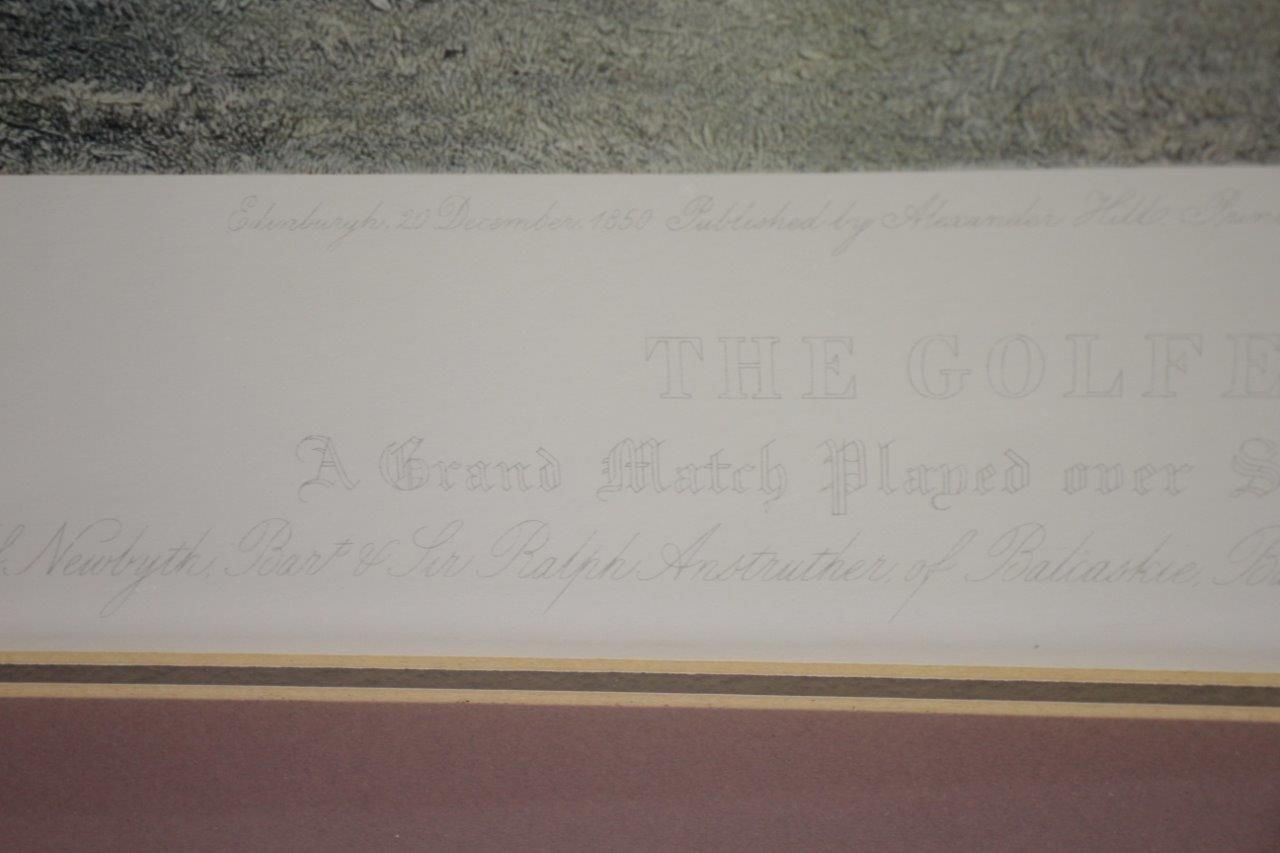 Edinburgh, 20 December, 1850 Published by Alexander Hill,
THE GOLFE
A Grand Match Played over S
Newbyth, Bart & Sir Ralph Anstruther, of Balcaskie,